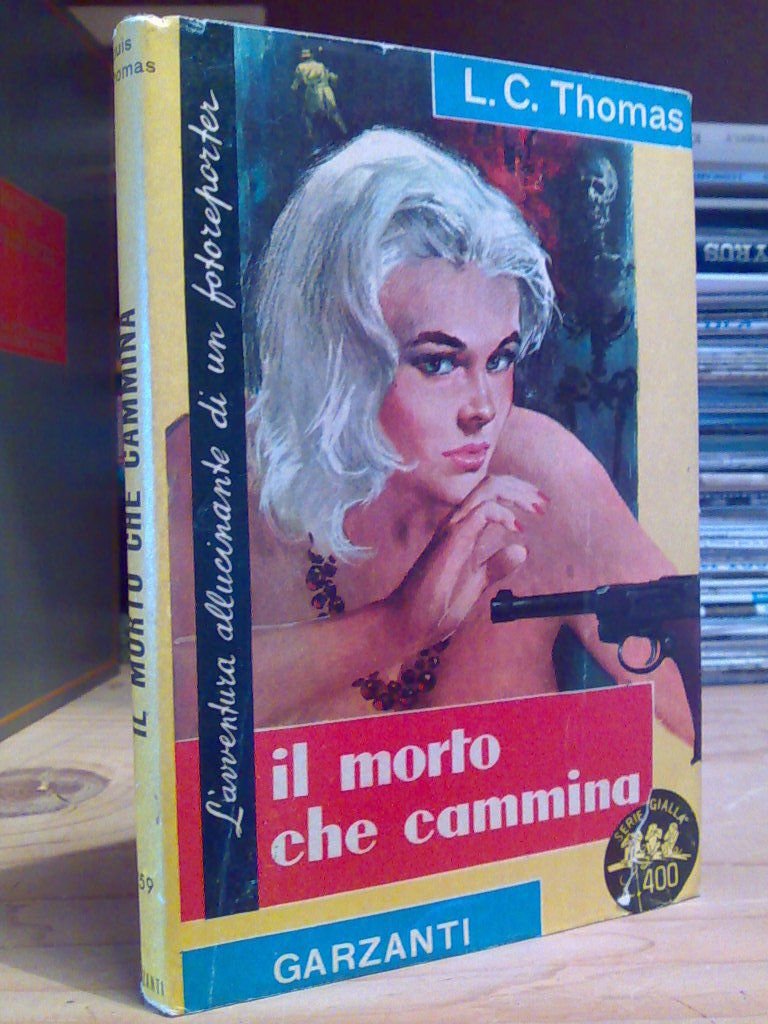 L. C. Thomas
L'avventura allucinante di un fotoreporter
il morto
che cammina
SERIE GIALLA
400
GARZANTI
IL MORTO CHE CAMMINA
59